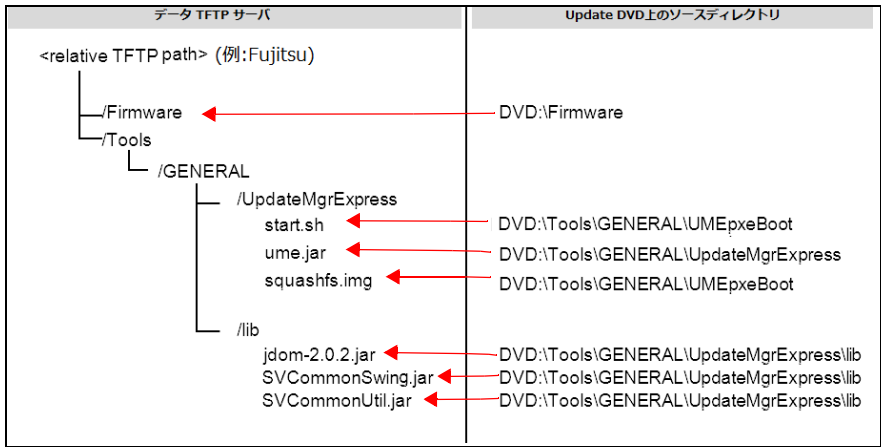 データ TFTP サーバ
Update DVD上のソースディレクトリ
<relative TFTP path> (例:Fujitsu)
/Firmware
DVD:\Firmware
/Tools
/GENERAL
/UpdateMgrExpress
start.sh
DVD:\Tools\GENERAL\UMEpxeBoot
ume.jar
DVD:\Tools\GENERAL\UpdateMgrExpress
squashfs.img
DVD:\Tools\GENERAL\UMEpxeBoot
/lib
jdom-2.0.2.jar
DVD:\Tools\GENERAL\UpdateMgrExpress\lib
SVCommonSwing.jar
DVD:\Tools\GENERAL\UpdateMgrExpress\lib
SVCommonUtil.jar
DVD:\Tools\GENERAL\UpdateMgrExpress\lib